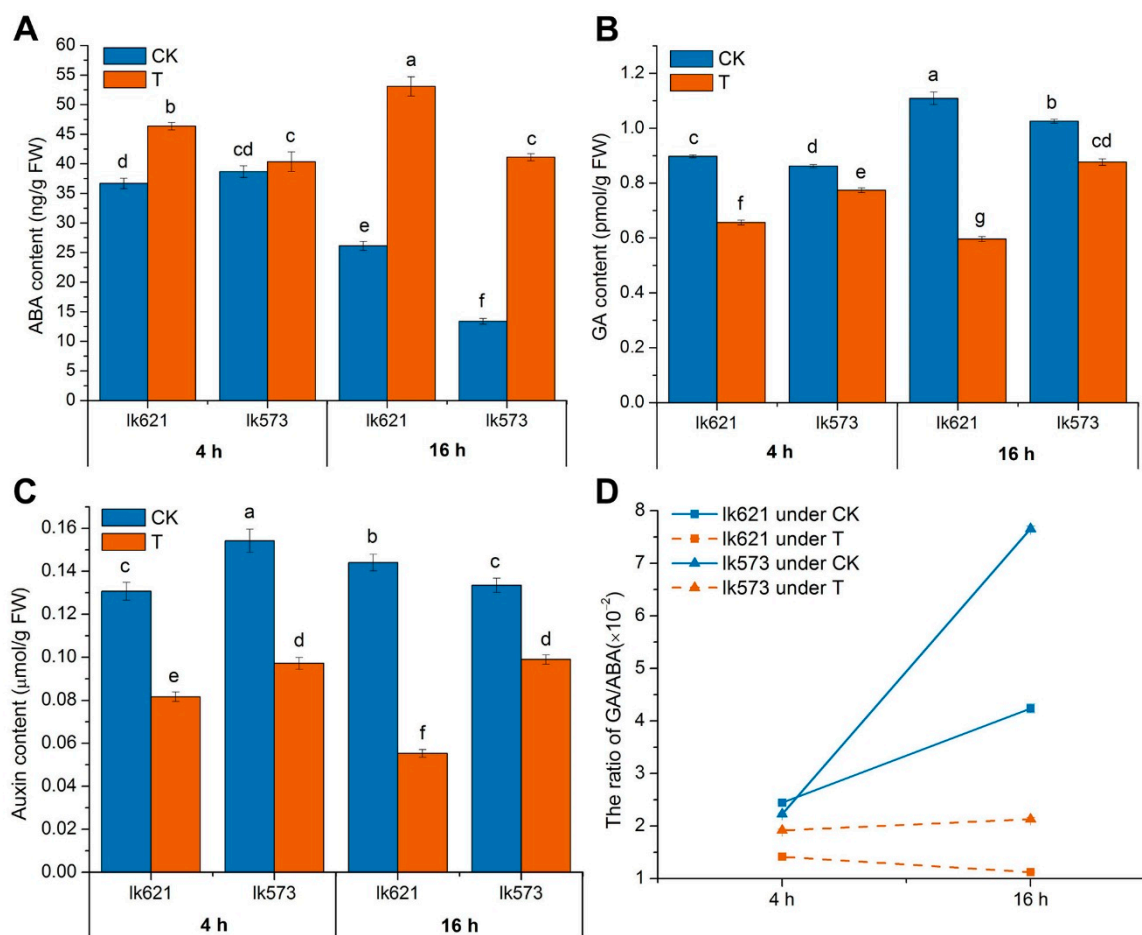 A
ABA content (ng/g FW)
60
55
50
45
40
35
30
25
20
15
10
5
0
CK
T
d
b
cd
c
e
a
f
c
lk621
lk573
lk621
lk573
4 h
16 h
B
GA content (pmol/g FW)
1.2
1.0
0.8
0.6
0.4
0.2
0.0
CK
T
c
f
d
e
a
g
b
cd
lk621
lk573
lk621
lk573
4 h
16 h
C
Auxin content (μmol/g FW)
0.16
0.14
0.12
0.10
0.08
0.06
0.04
0.02
0.00
CK
T
c
e
a
d
b
f
c
d
lk621
lk573
lk621
lk573
4 h
16 h
D
The ratio of GA/ABA(×10⁻²)
8
7
6
5
4
3
2
1
lk621 under CK
lk621 under T
lk573 under CK
lk573 under T
4 h
16 h